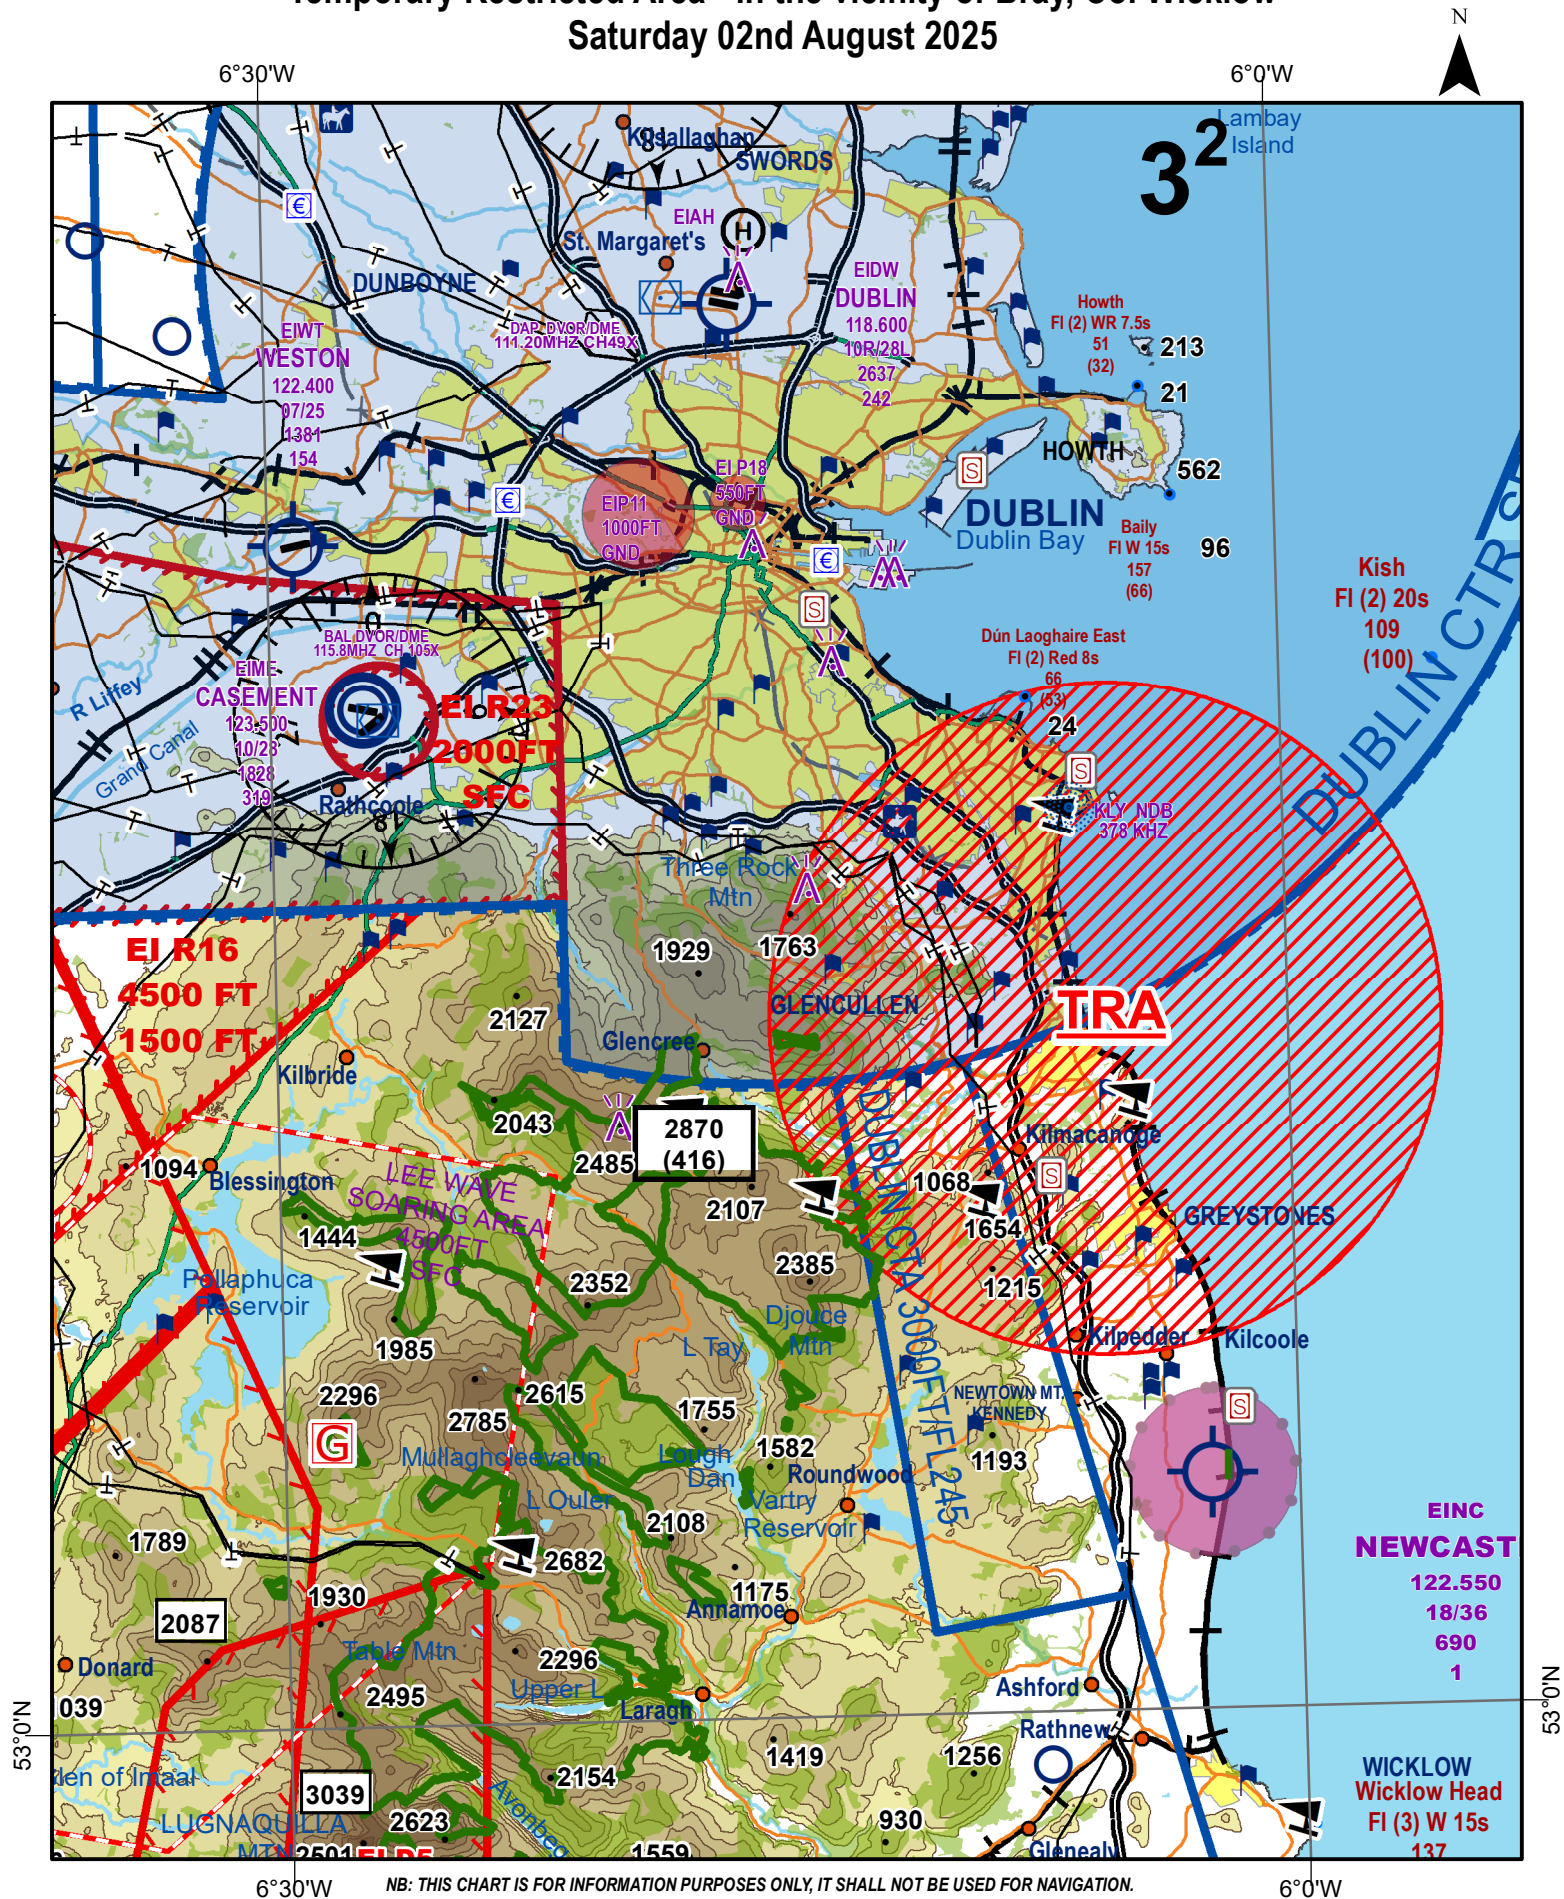 Temporary Restricted Area - in the Vicinity of Bray, Co. Wicklow
Saturday 02nd August 2025
N
6°30'W
6°0'W
Lambay
Island
3²
Kilsallaghan
SWORDS
EIAH
H
St. Margaret's
DUNBOYNE
EIDW
DUBLIN
118.600
10R/28L
2637
242
EIWT
WESTON
122.400
07/25
1381
154
DAP DVOR/DME
111.20MHZ CH49X
Howth
Fl (2) WR 7.5s
51
(32)
213
21
HOWTH
562
EIP11
1000FT
GND
EI P18
550FT
GND
DUBLIN
Dublin Bay
Baily
Fl W 15s
157
(66)
96
Kish
Fl (2) 20s
109
(100)
DUBLIN CTR
Dún Laoghaire East
Fl (2) Red 8s
66
(53)
24
BAL DVOR/DME
115.8MHZ CH 105X
EIME
CASEMENT
123.500
10/28
1828
319
R Liffey
Grand Canal
EI R23
2000FT
SFC
Rathcoole
18
KLY NDB
378 KHZ
Three Rock
Mtn
1929
1763
EI R16
4500 FT
1500 FT
2127
GLENCULLEN
TRA
Glencree
Kilbride
2043
2870
(416)
2485
Kilmacanoge
1094
Blessington
LEE WAVE
SOARING AREA
4500FT
SFC
2107
1068
1654
GREYSTONES
1444
DUBLIN CTA 3000FT/FL245
2385
1215
2352
Pollaphuca
Reservoir
Djouce
Mtn
1985
L Tay
Kilpedder
Kilcoole
2296
2615
NEWTOWN MT.
KENNEDY
2785
1755
G
Mullaghcleevaun
Lough
Dan
1582
Roundwood
1193
L Ouler
Vartry
Reservoir
EINC
NEWCAST
122.550
18/36
690
1
1789
2108
2682
1930
1175
Annamoe
2087
Table Mtn
2296
Donard
Upper L
Ashford
2495
Laragh
039
Rathnew
53°0'N
53°0'N
1419
1256
len of Imaal
2154
WICKLOW
Wicklow Head
Fl (3) W 15s
137
3039
LUGNAQUILLA
MTN
2623
Avonbeg
930
2501
EI R5
1559
Glenealy
6°30'W
NB: THIS CHART IS FOR INFORMATION PURPOSES ONLY, IT SHALL NOT BE USED FOR NAVIGATION.
6°0'W